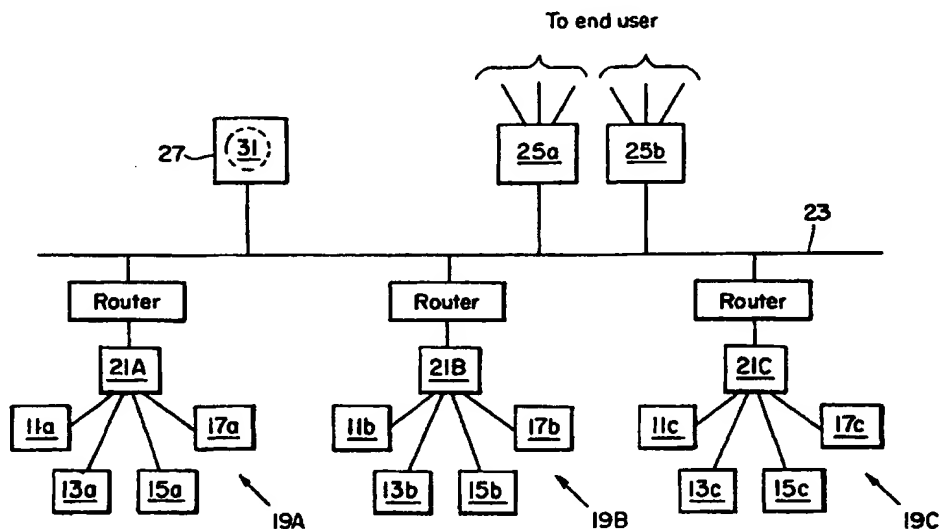 To end user
27
31
25a
25b
23
Router
Router
Router
21A
21B
21C
11a
17a
11b
17b
11c
17c
13a
15a
13b
15b
13c
15c
19A
19B
19C